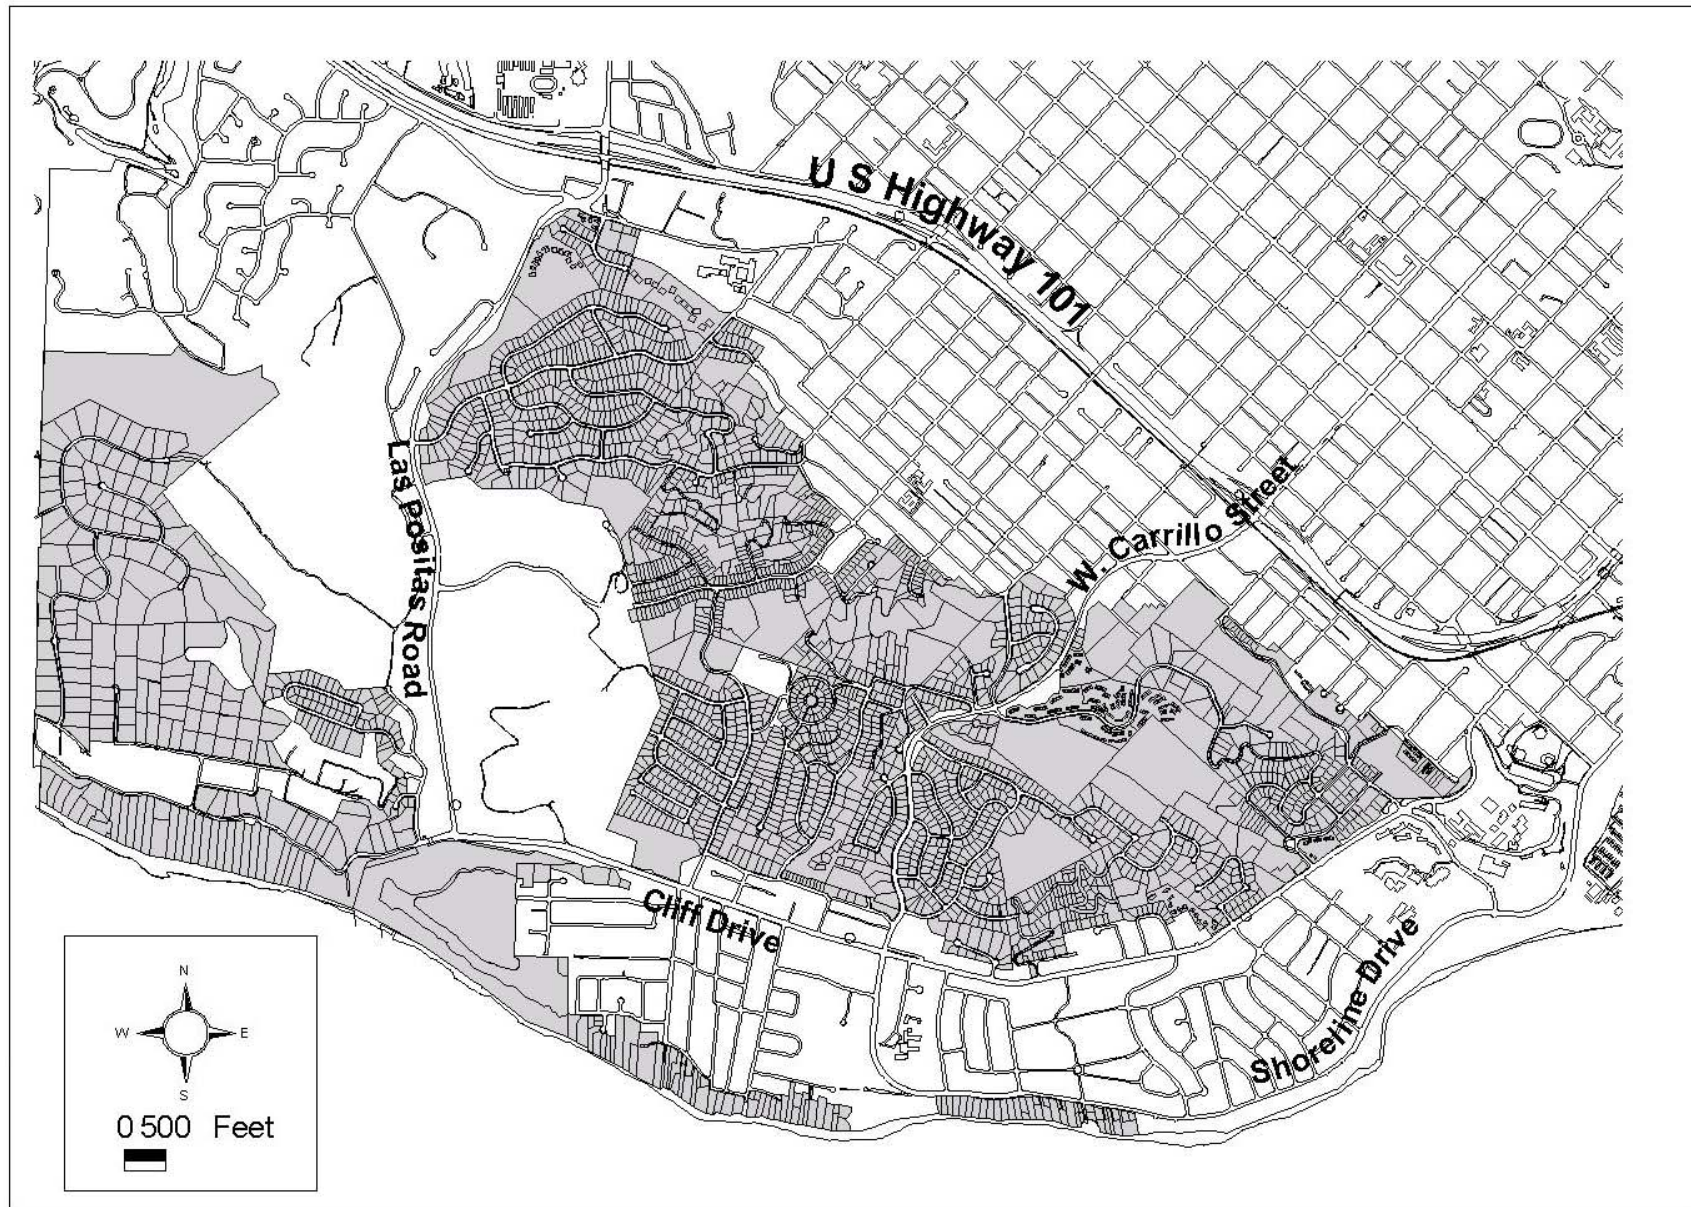 U S Highway 101
W. Carrillo Street
Las Positas Road
Cliff Drive
Shoreline Drive
N
W E
S
0 500 Feet